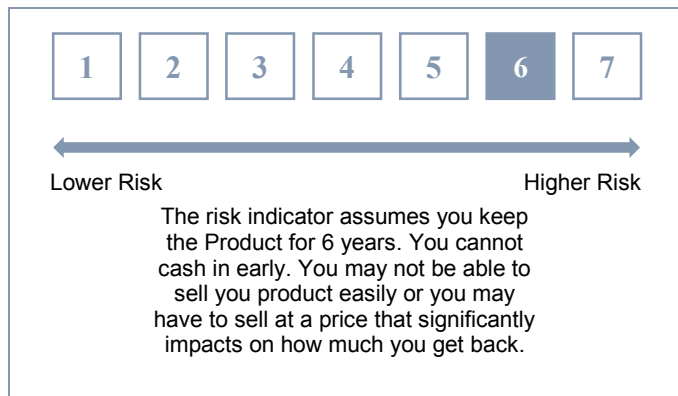 1 2 3 4 5 6 7
Lower Risk Higher Risk
The risk indicator assumes you keep
the Product for 6 years. You cannot
cash in early. You may not be able to
sell you product easily or you may
have to sell at a price that significantly
impacts on how much you get back.